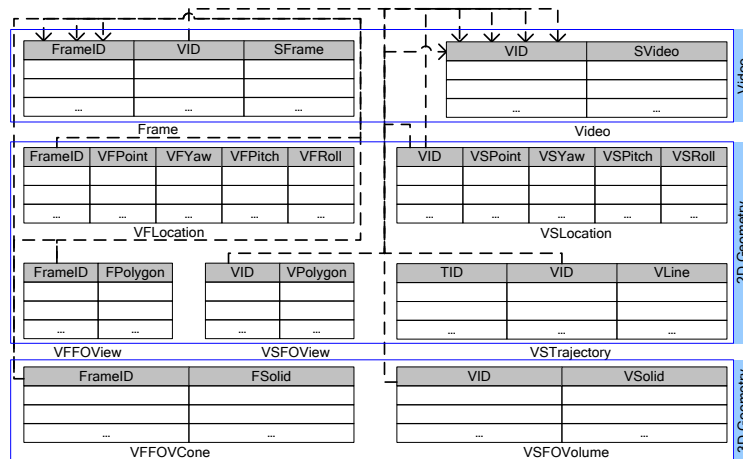 FrameID VID SFrame
...
...
...
Frame
VID SVideo
...
...
Video
Video
FrameID VFPoint VFYaw VFPitch VFRoll
...
...
...
...
...
VFLocation
VID VSPoint VSYaw VSPitch VSRoll
...
...
...
...
...
VSLocation
2D Geometry
FrameID FPolygon
...
...
VFFOView
VID VPolygon
...
...
VSFOView
TID VID VLine
...
...
...
VSTrajectory
FrameID FSolid
...
...
VFFOVCone
VID VSolid
...
...
VSFOVolume
3D Geometry